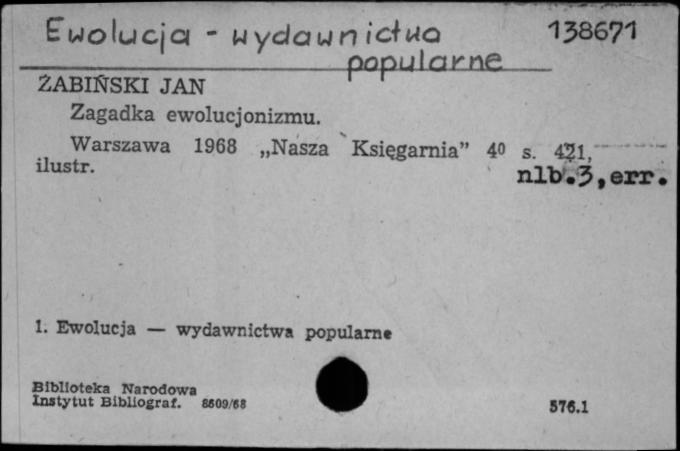 Ewolucja - wydawnictwa 138671
popularne
ŻABIŃSKI JAN
Zagadka ewolucjonizmu.
Warszawa 1968 „Nasza Księgarnia” 4⁰ s. 421,
ilustr. nlb.3, err.
1. Ewolucja — wydawnictwa popularne
Biblioteka Narodowa
Instytut Bibliograf. 8609/68 576.1